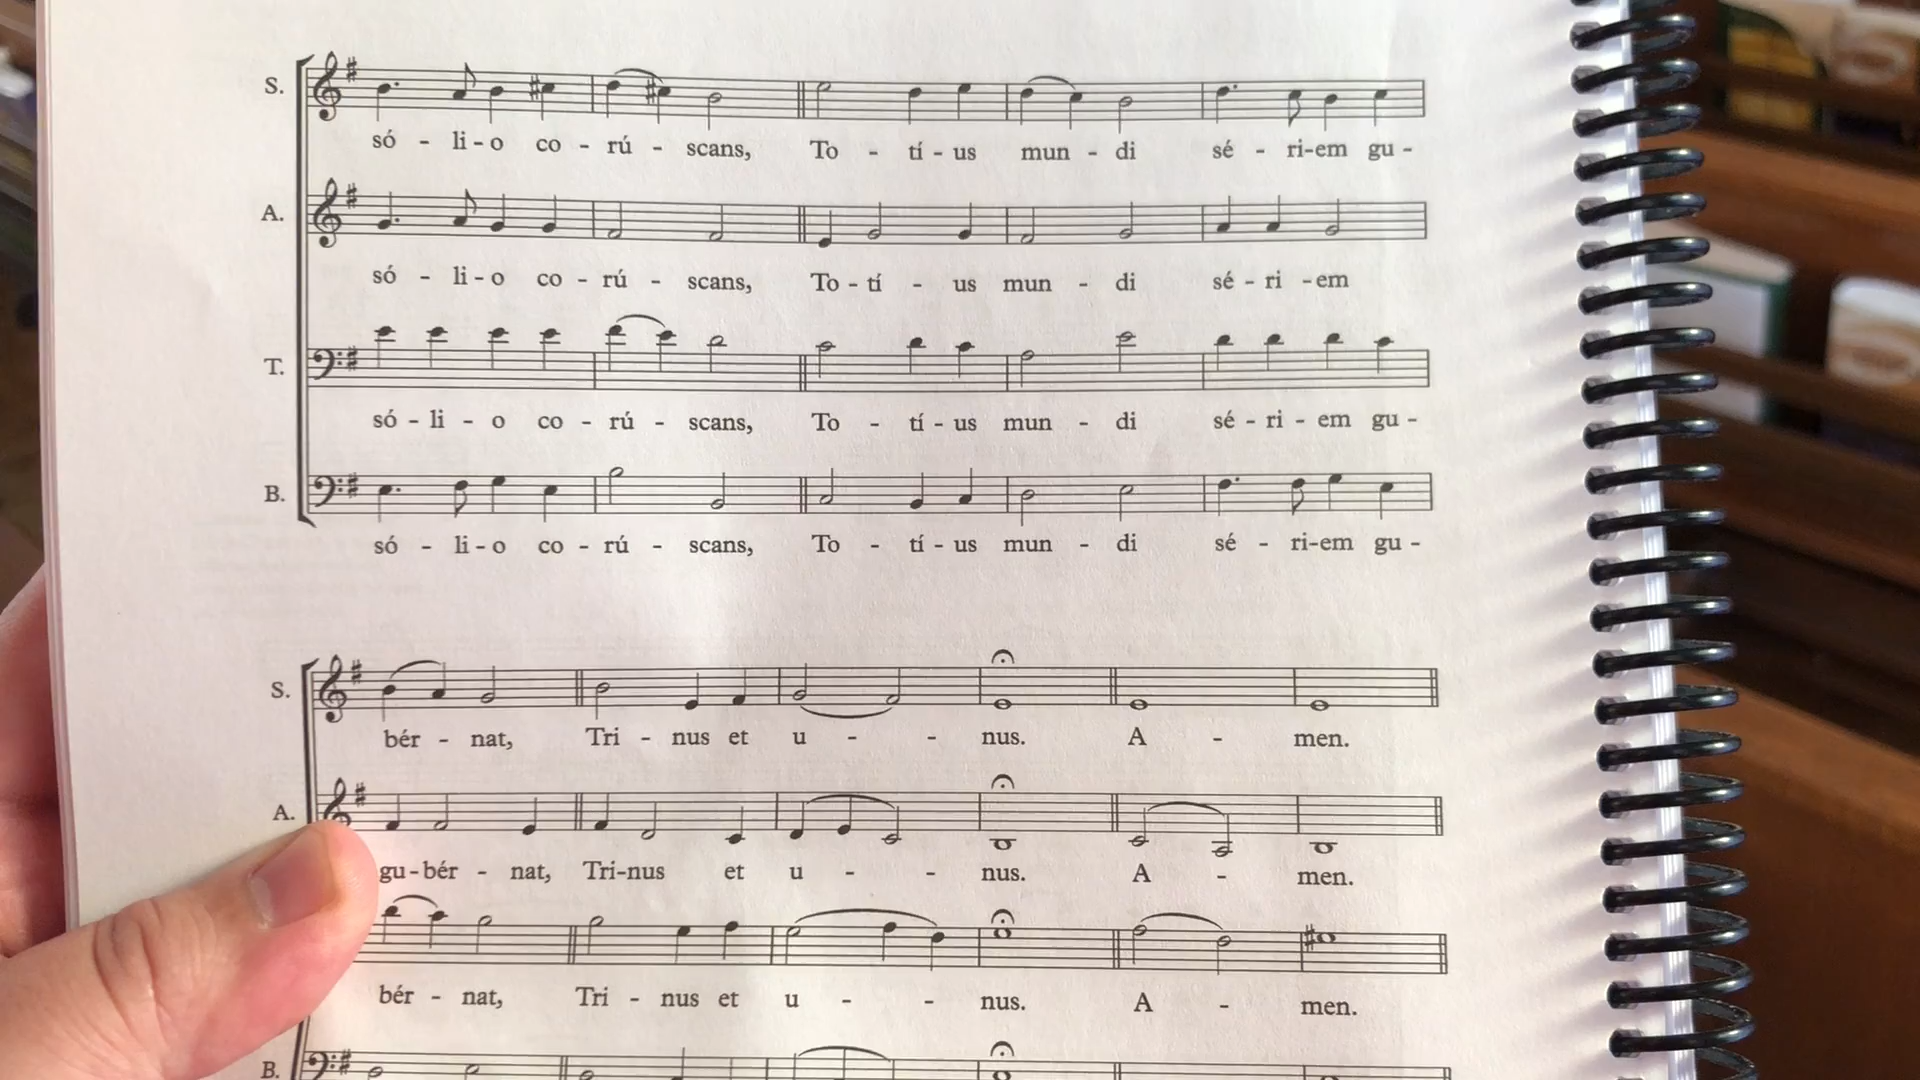 S.
só - li - o co - rú - scans, To - tí - us mun - di sé - ri-em gu -
A.
só - li - o co - rú - scans, To - tí - us mun - di sé - ri - em
T.
só - li - o co - rú - scans, To - tí - us mun - di sé - ri - em gu -
B.
só - li - o co - rú - scans, To - tí - us mun - di sé - ri-em gu -
S.
bér - nat, Tri - nus et u - - nus. A - men.
A.
gu - bér - nat, Tri-nus et u - - nus. A - men.
bér - nat, Tri - nus et u - - nus. A - men.
B.